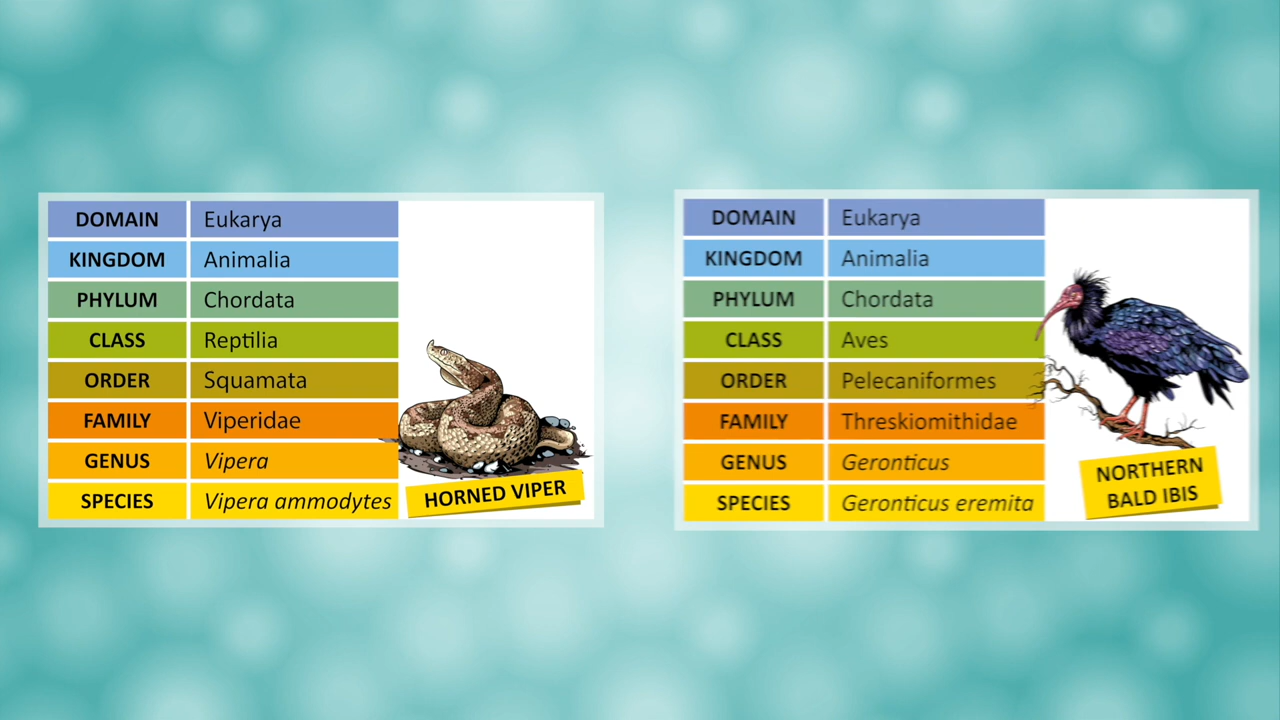 DOMAIN Eukarya
KINGDOM Animalia
PHYLUM Chordata
CLASS Reptilia
ORDER Squamata
FAMILY Viperidae
GENUS Vipera
SPECIES Vipera ammodytes
HORNED VIPER
DOMAIN Eukarya
KINGDOM Animalia
PHYLUM Chordata
CLASS Aves
ORDER Pelecaniformes
FAMILY Threskiomithidae
GENUS Geronticus
SPECIES Geronticus eremita
NORTHERN
BALD IBIS